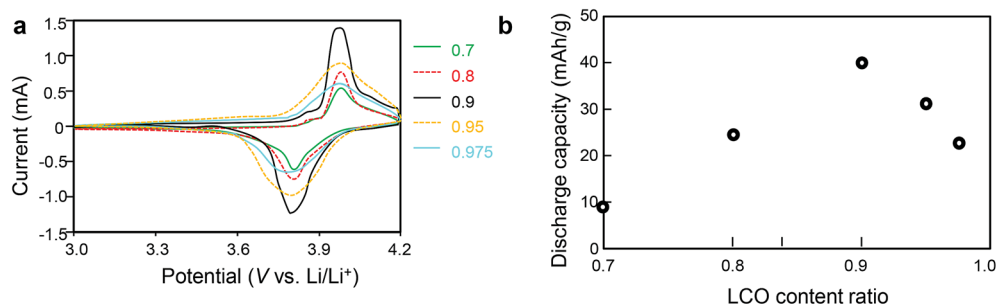 a
1.5
1.0
0.5
0
-0.5
-1.0
-1.5
Current (mA)
3.0 3.3 3.6 3.9 4.2
Potential (V vs. Li/Li⁺)
0.7
0.8
0.9
0.95
0.975
b
50
40
30
20
10
0
Discharge capacity (mAh/g)
0.7 0.8 0.9 1.0
LCO content ratio